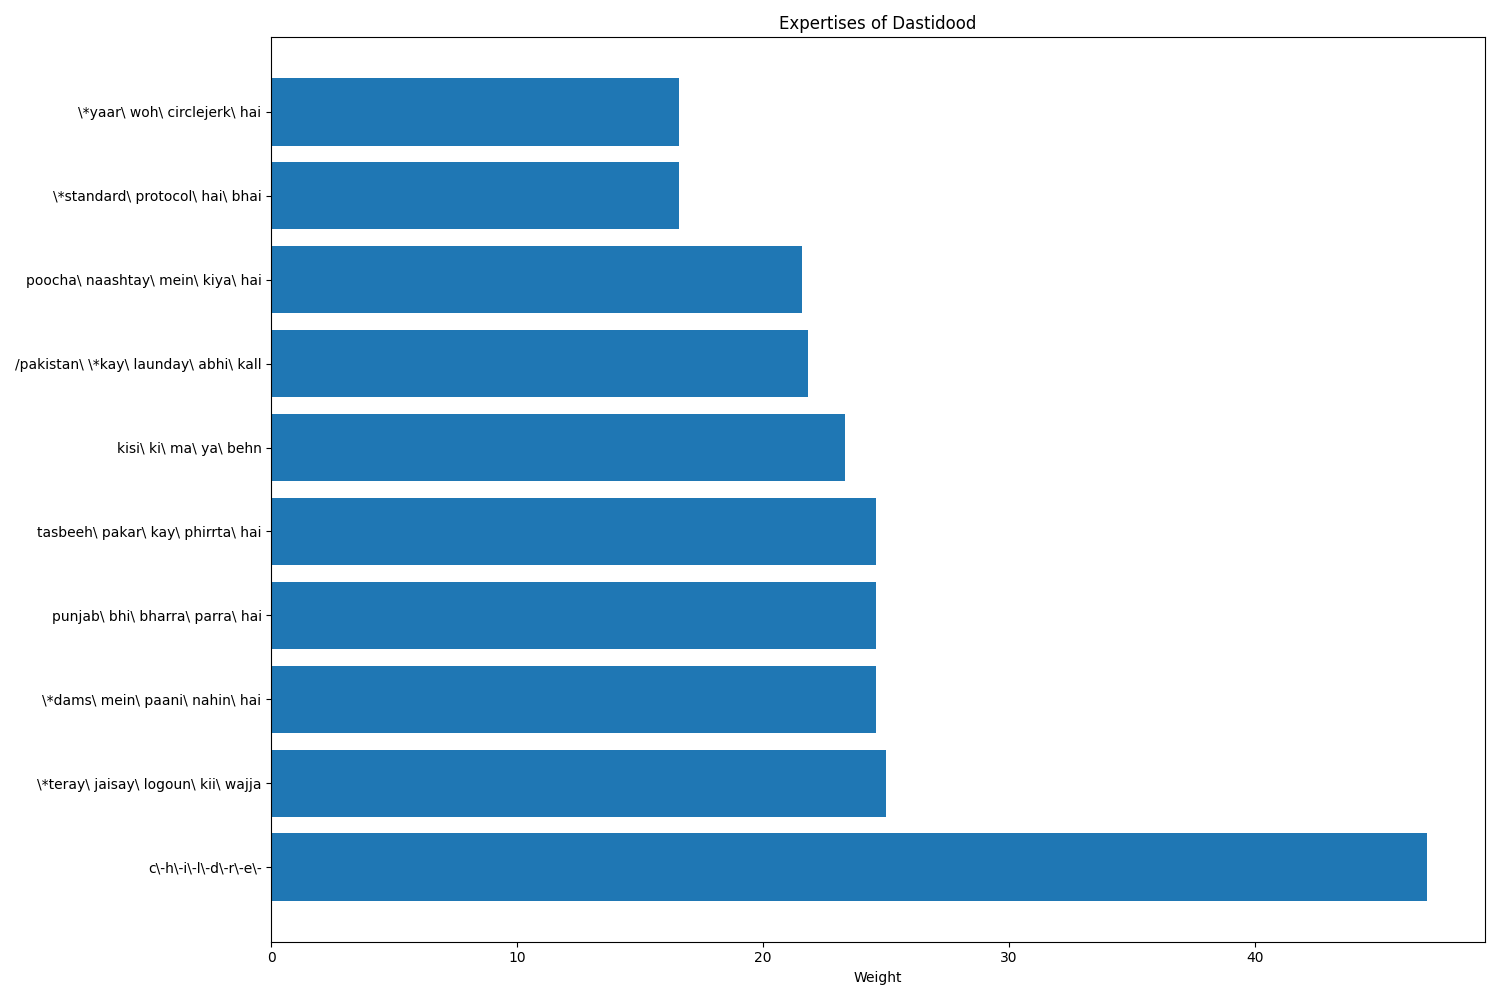 Expertises of Dastidood
\*yaar\ woh\ circlejerk\ hai
\*standard\ protocol\ hai\ bhai
poocha\ naashtay\ mein\ kiya\ hai
/pakistan\ \*kay\ launday\ abhi\ kall
kisi\ ki\ ma\ ya\ behn
tasbeeh\ pakar\ kay\ phirrta\ hai
punjab\ bhi\ bharra\ parra\ hai
\*dams\ mein\ paani\ nahin\ hai
\*teray\ jaisay\ logoun\ kii\ wajja
c\-h\-i\-l\-d\-r\-e\-
0 10 20 30 40
Weight